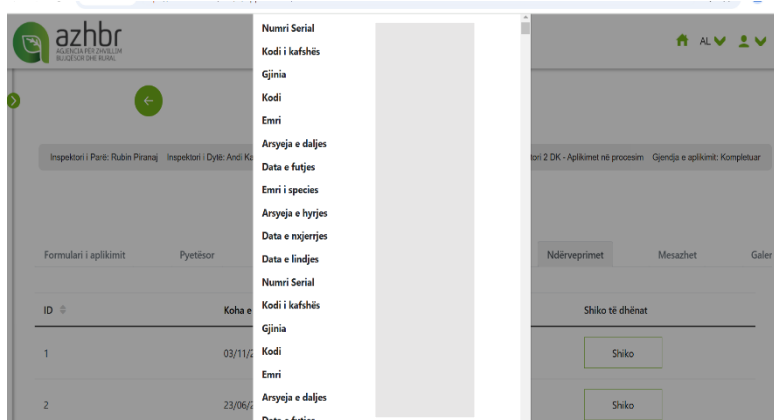 azhbr
AGJENCIA PËR ZHVILLIM
BUJQËSOR DHE RURAL
AL
Inspektori i Parë: Rubin Piranaj Inspektori i Dytë: Andi
2 DK - Aplikimet në procesim Gjendja e aplikimit: Kompletuar
Formulari i aplikimit Pyetësor Ndërveprimet Mesazhet
ID Koha e Shiko të dhënat
1 03/11/2 Shiko
2 23/06/2 Shiko
Numri Serial
Kodi i kafshës
Gjinia
Kodi
Emri
Arsyeja e daljes
Data e futjes
Emri i species
Arsyeja e hyrjes
Data e nxjerrjes
Data e lindjes
Numri Serial
Kodi i kafshës
Gjinia
Kodi
Emri
Arsyeja e daljes
Data e futjes